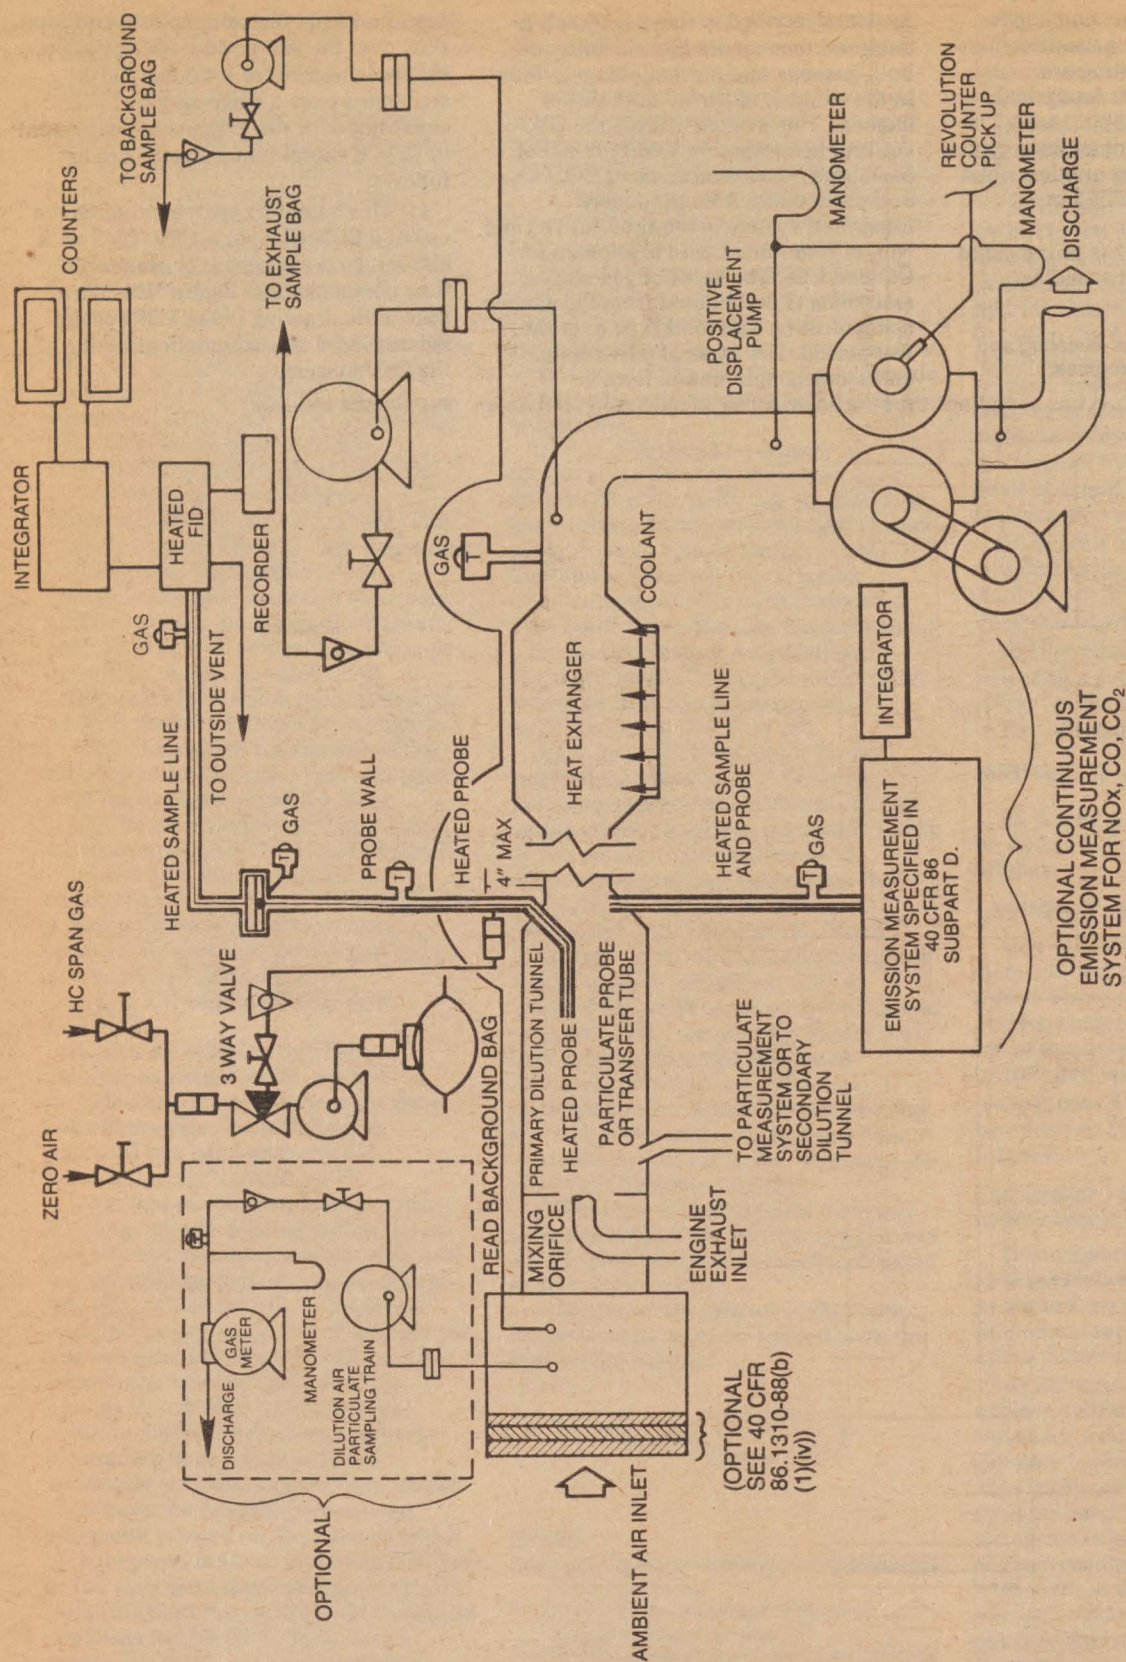 TO BACKGROUND
SAMPLE BAG
COUNTERS
TO EXHAUST
SAMPLE BAG
INTEGRATOR
HEATED
FID
RECORDER
T
GAS
TO OUTSIDE VENT
HEATED SAMPLE LINE
T
GAS
PROBE WALL
T
HEATED PROBE
4" MAX
HC SPAN GAS
ZERO AIR
3 WAY VALVE
READ BACKGROUND BAG
PRIMARY DILUTION TUNNEL
HEATED PROBE
PARTICULATE PROBE
OR TRANSFER TUBE
MIXING
ORIFICE
ENGINE
EXHAUST
INLET
TO PARTICULATE
MEASUREMENT
SYSTEM OR TO
SECONDARY
DILUTION
TUNNEL
GAS
METER
DISCHARGE
MANOMETER
DILUTION AIR
PARTICULATE
SAMPLING TRAIN
OPTIONAL
AMBIENT AIR INLET
(OPTIONAL
SEE 40 CFR
86.1310-88(b)
(1)(iv))
GAS
T
HEAT EXHANGER
COOLANT
HEATED SAMPLE LINE
AND PROBE
T
GAS
EMISSION MEASUREMENT
SYSTEM SPECIFIED IN
40 CFR 86
SUBPART D.
INTEGRATOR
OPTIONAL CONTINUOUS
EMISSION MEASUREMENT
SYSTEM FOR NOx, CO, CO2
POSITIVE
DISPLACEMENT
PUMP
MANOMETER
REVOLUTION
COUNTER
PICK UP
MANOMETER
DISCHARGE